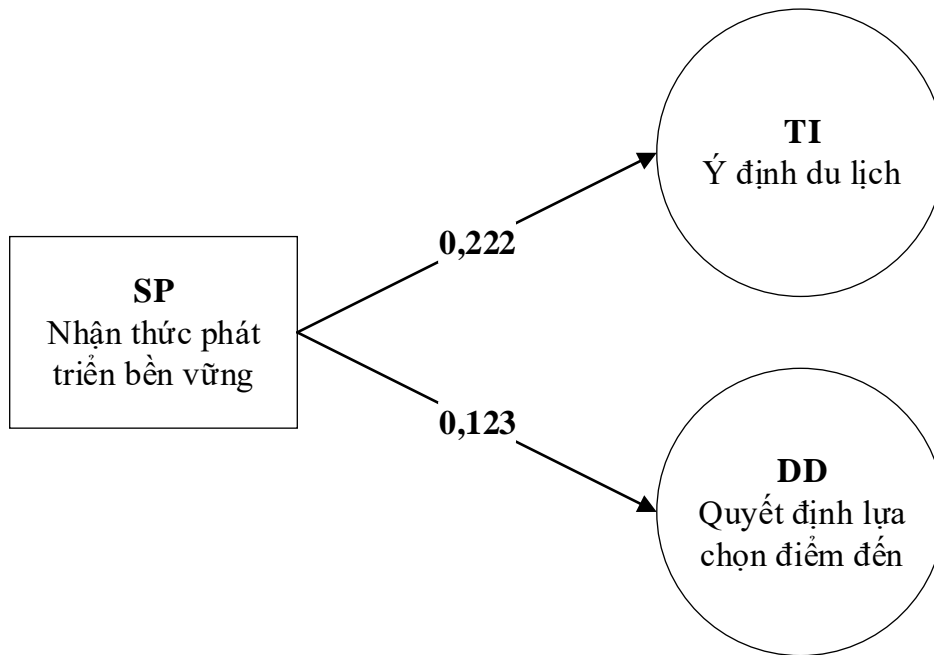 TI
Ý định du lịch
0,222
SP
Nhận thức phát
triển bền vững
0,123
DD
Quyết định lựa
chọn điểm đến